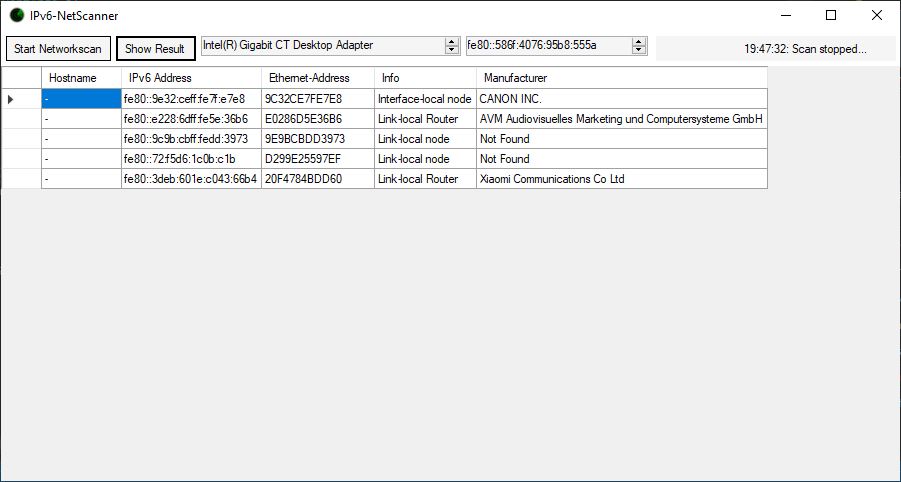 IPv6-NetScanner
Start Networkscan Show Result Intel(R) Gigabit CT Desktop Adapter fe80::586f:4076:95b8:555a 19:47:32: Scan stopped...
Hostname IPv6 Address Ethernet-Address Info Manufacturer
- fe80::9e32:ceff:fe7f:e7e8 9C32CE7FE7E8 Interface-local node CANON INC.
- fe80::e228:6dff:fe5e:36b6 E0286D5E36B6 Link-local Router AVM Audiovisuelles Marketing und Computersysteme GmbH
- fe80::9c9b:cbff:fedd:3973 9E9BCBDD3973 Link-local node Not Found
- fe80::72:f5d6:1c0b:c1b D299E25597EF Link-local node Not Found
- fe80::3deb:601e:c043:66b4 20F4784BDD60 Link-local Router Xiaomi Communications Co Ltd